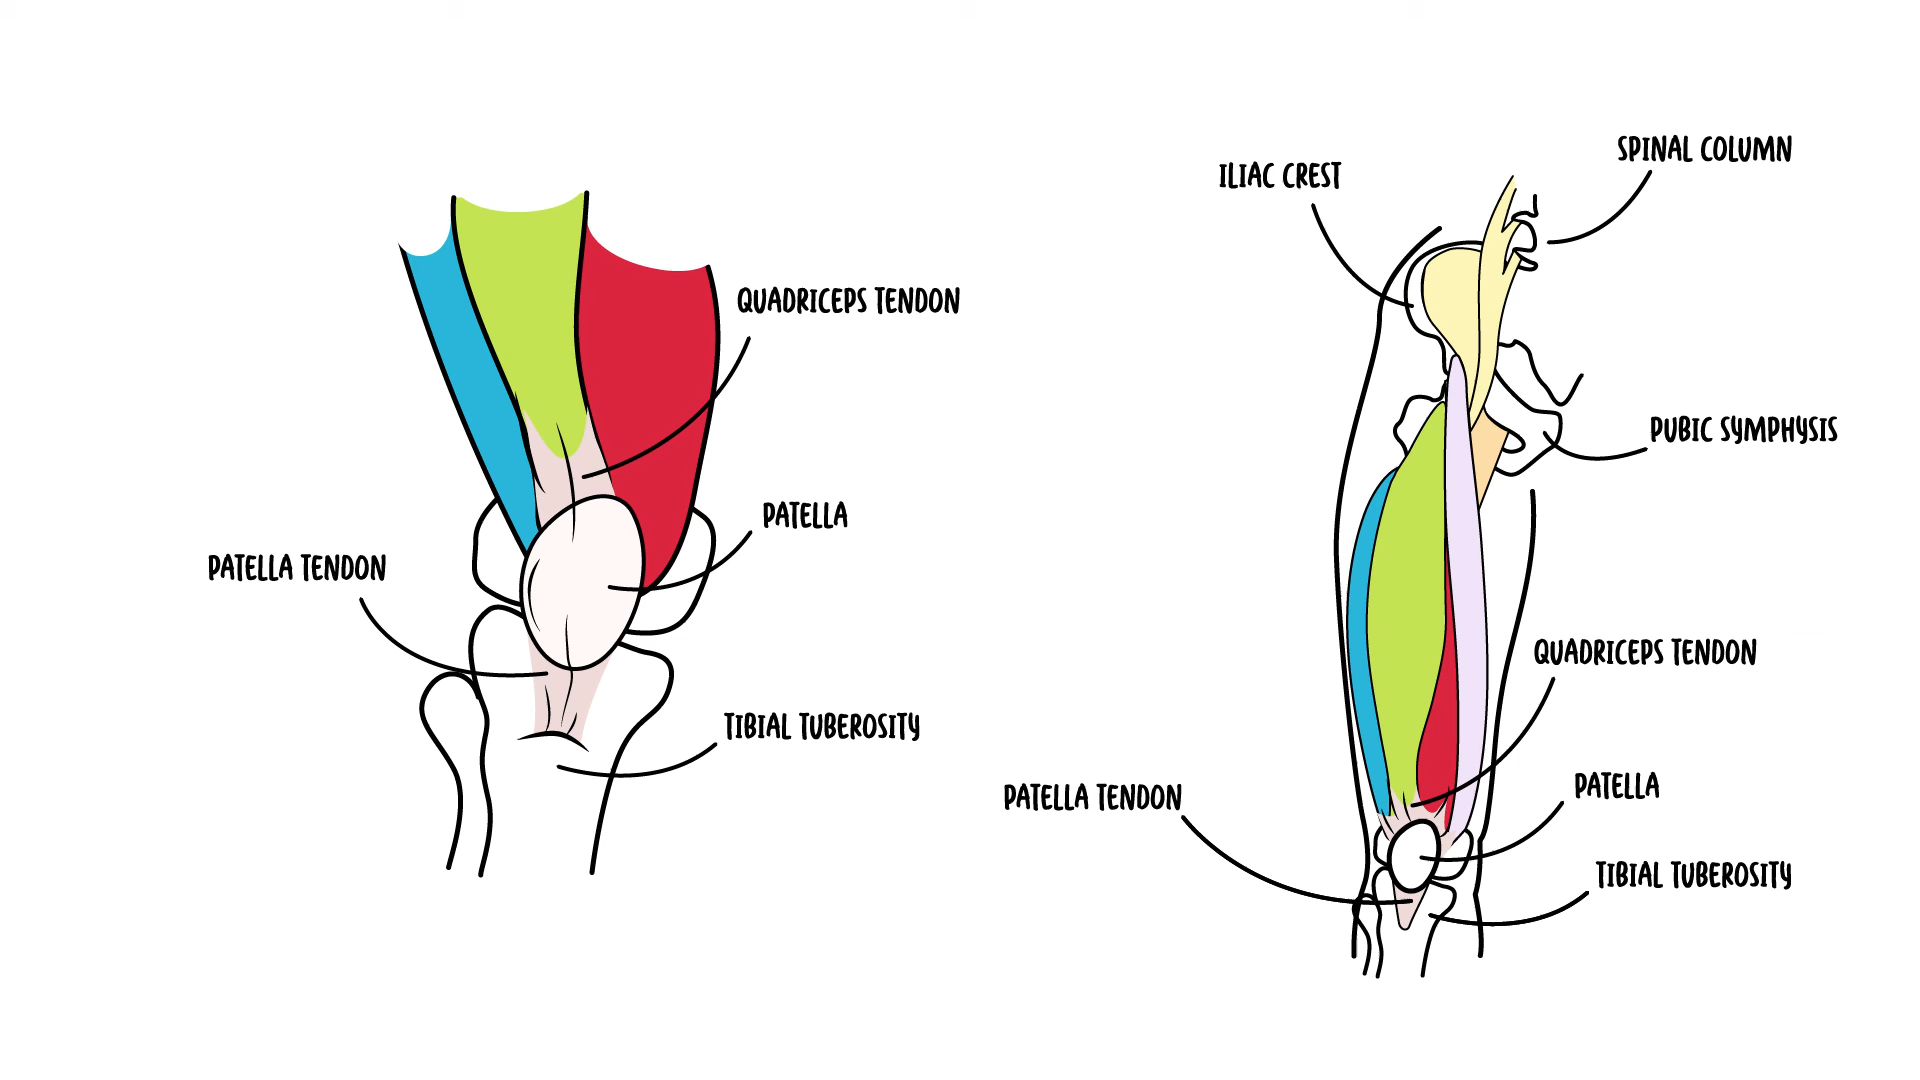 QUADRICEPS TENDON
PATELLA
PATELLA TENDON
TIBIAL TUBEROSITY
SPINAL COLUMN
ILIAC CREST
PUBIC SYMPHYSIS
QUADRICEPS TENDON
PATELLA
PATELLA TENDON
TIBIAL TUBEROSITY